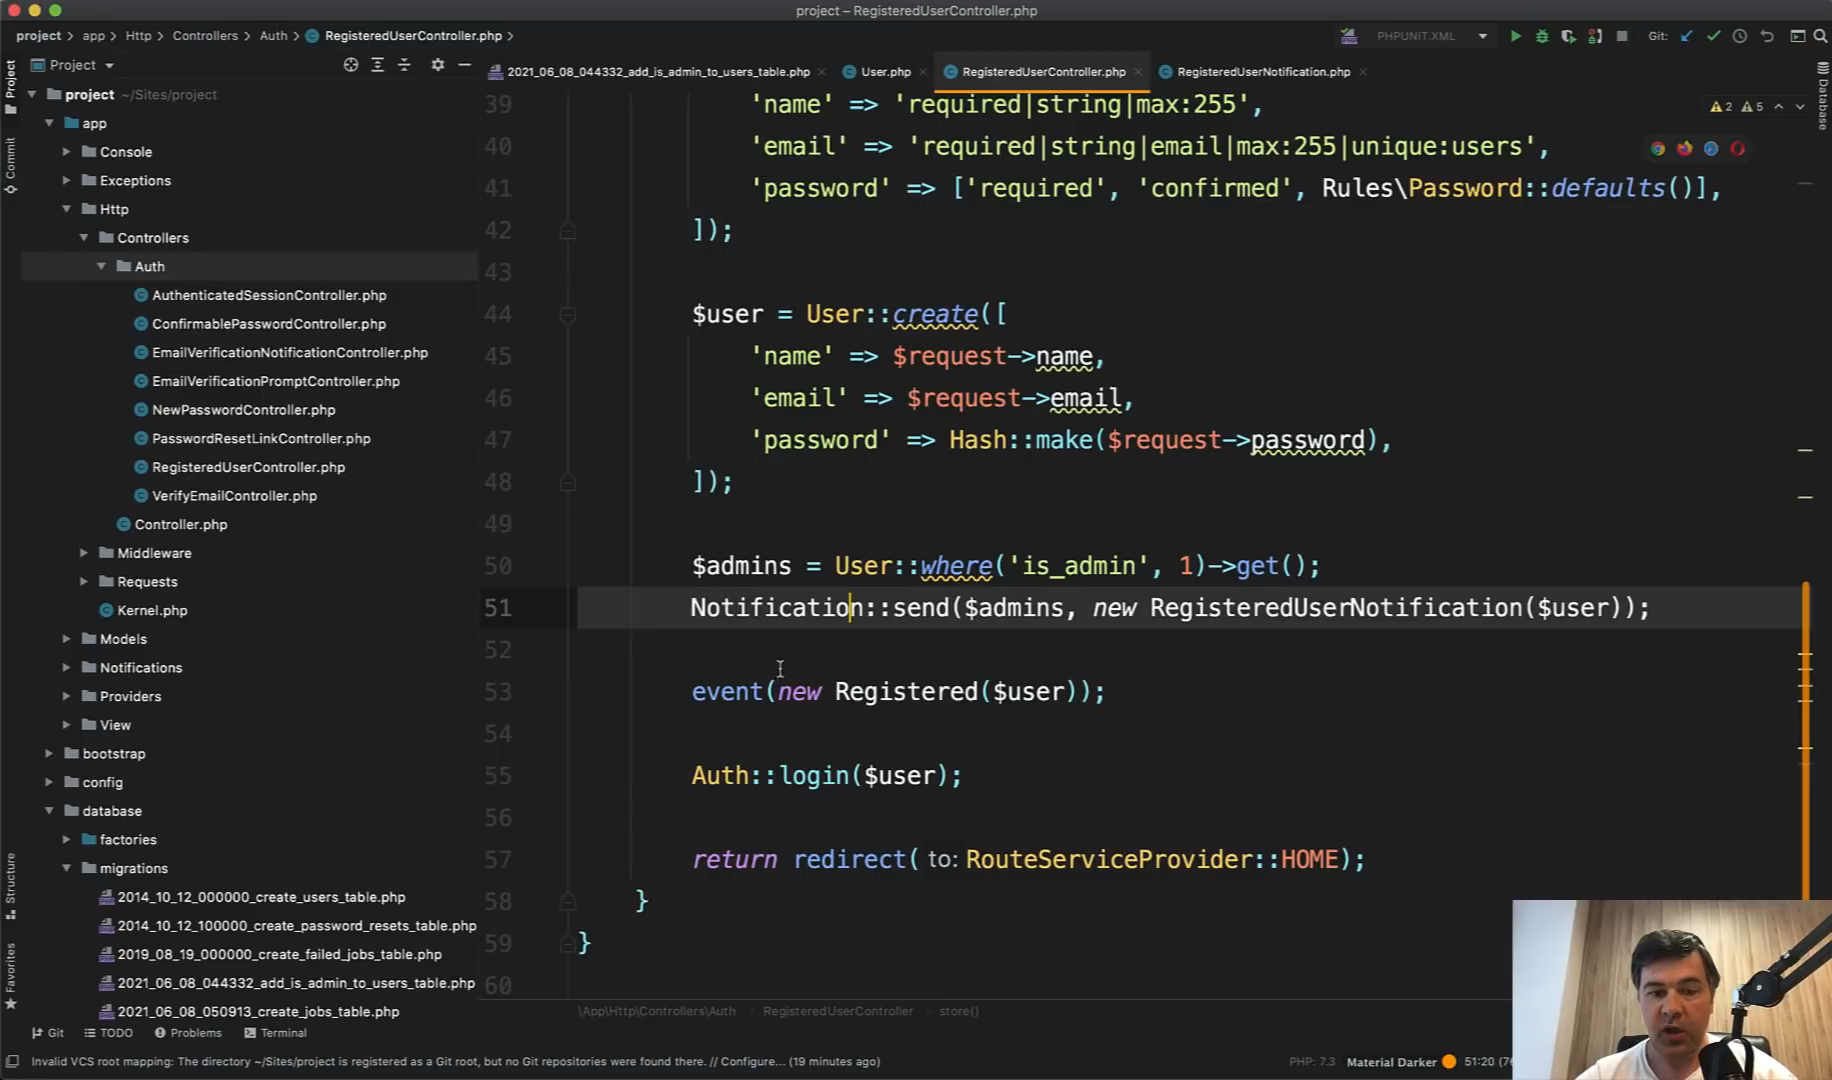 project – RegisteredUserController.php
project > app > Http > Controllers > Auth > RegisteredUserController.php >
PHPUNIT.XML
Git:
Project
2021_06_08_044332_add_is_admin_to_users_table.php
User.php
RegisteredUserController.php
RegisteredUserNotification.php
Project
Commit
Structure
Favorites
Database
project ~/Sites/project
app
Console
Exceptions
Http
Controllers
Auth
AuthenticatedSessionController.php
ConfirmablePasswordController.php
EmailVerificationNotificationController.php
EmailVerificationPromptController.php
NewPasswordController.php
PasswordResetLinkController.php
RegisteredUserController.php
VerifyEmailController.php
Controller.php
Middleware
Requests
Kernel.php
Models
Notifications
Providers
View
bootstrap
config
database
factories
migrations
2014_10_12_000000_create_users_table.php
2014_10_12_100000_create_password_resets_table.php
2019_08_19_000000_create_failed_jobs_table.php
2021_06_08_044332_add_is_admin_to_users_table.php
2021_06_08_050913_create_jobs_table.php
2 5
39 'name' => 'required|string|max:255',
40 'email' => 'required|string|email|max:255|unique:users',
41 'password' => ['required', 'confirmed', Rules\Password::defaults()],
42 ]);
43
44 $user = User::create([
45 'name' => $request->name,
46 'email' => $request->email,
47 'password' => Hash::make($request->password),
48 ]);
49
50 $admins = User::where('is_admin', 1)->get();
51 Notification::send($admins, new RegisteredUserNotification($user));
52
53 event(new Registered($user));
54
55 Auth::login($user);
56
57 return redirect( to: RouteServiceProvider::HOME);
58 }
59 }
60
\App\Http\Controllers\Auth RegisteredUserController store()
Git TODO Problems Terminal
Invalid VCS root mapping: The directory ~/Sites/project is registered as a Git root, but no Git repositories were found there. // Configure... (19 minutes ago)
PHP: 7.3 Material Darker 51:20